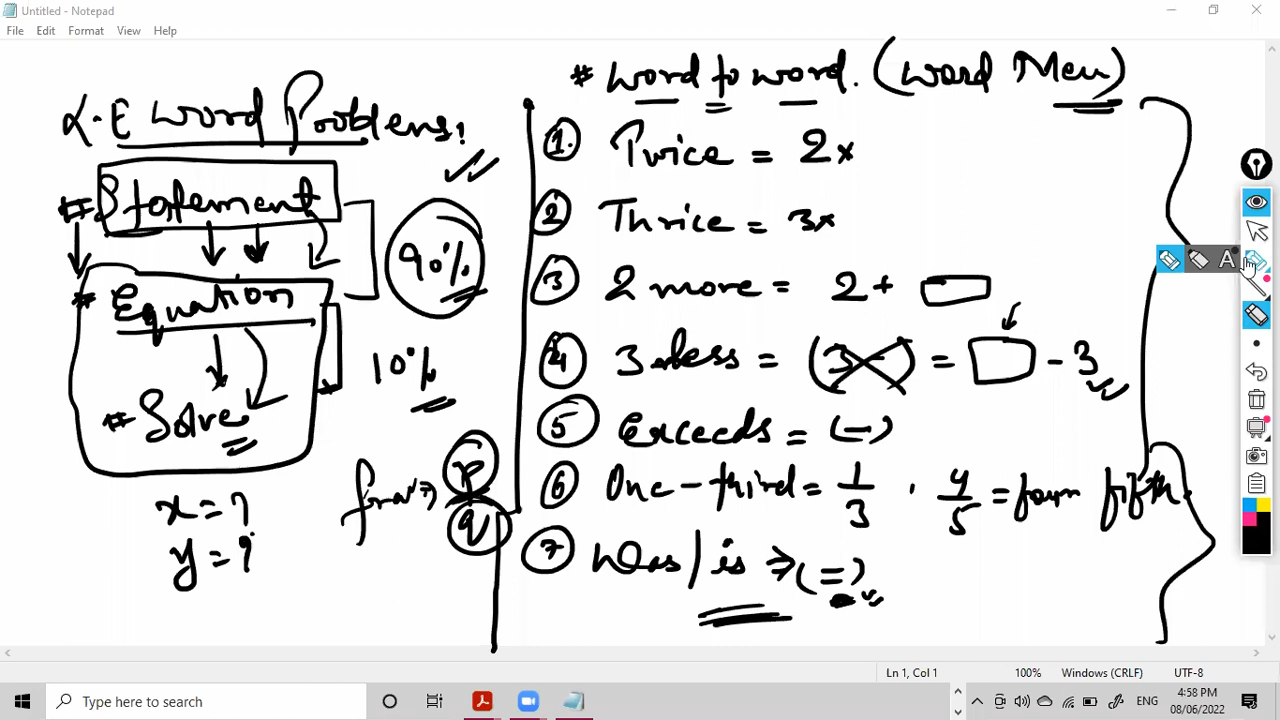 Untitled - Notepad
File Edit Format View Help
L.E word Problems!
# Statement
# Equation
# Solve
90%
10%
x = ?
y = ?
p
q
# word to word. (word Men)
1. Twice = 2x
2 Thrice = 3x
3 2 more = 2 +
4 3 less = (3 - ) = - 3
5 Exceeds = (-)
6 One-third = 1/3 . 4/5 = four fifth.
7 Was / is ⇒ (=)
Ln 1, Col 1 100% Windows (CRLF) UTF-8
Type here to search
ENG
4:58 PM
08/06/2022